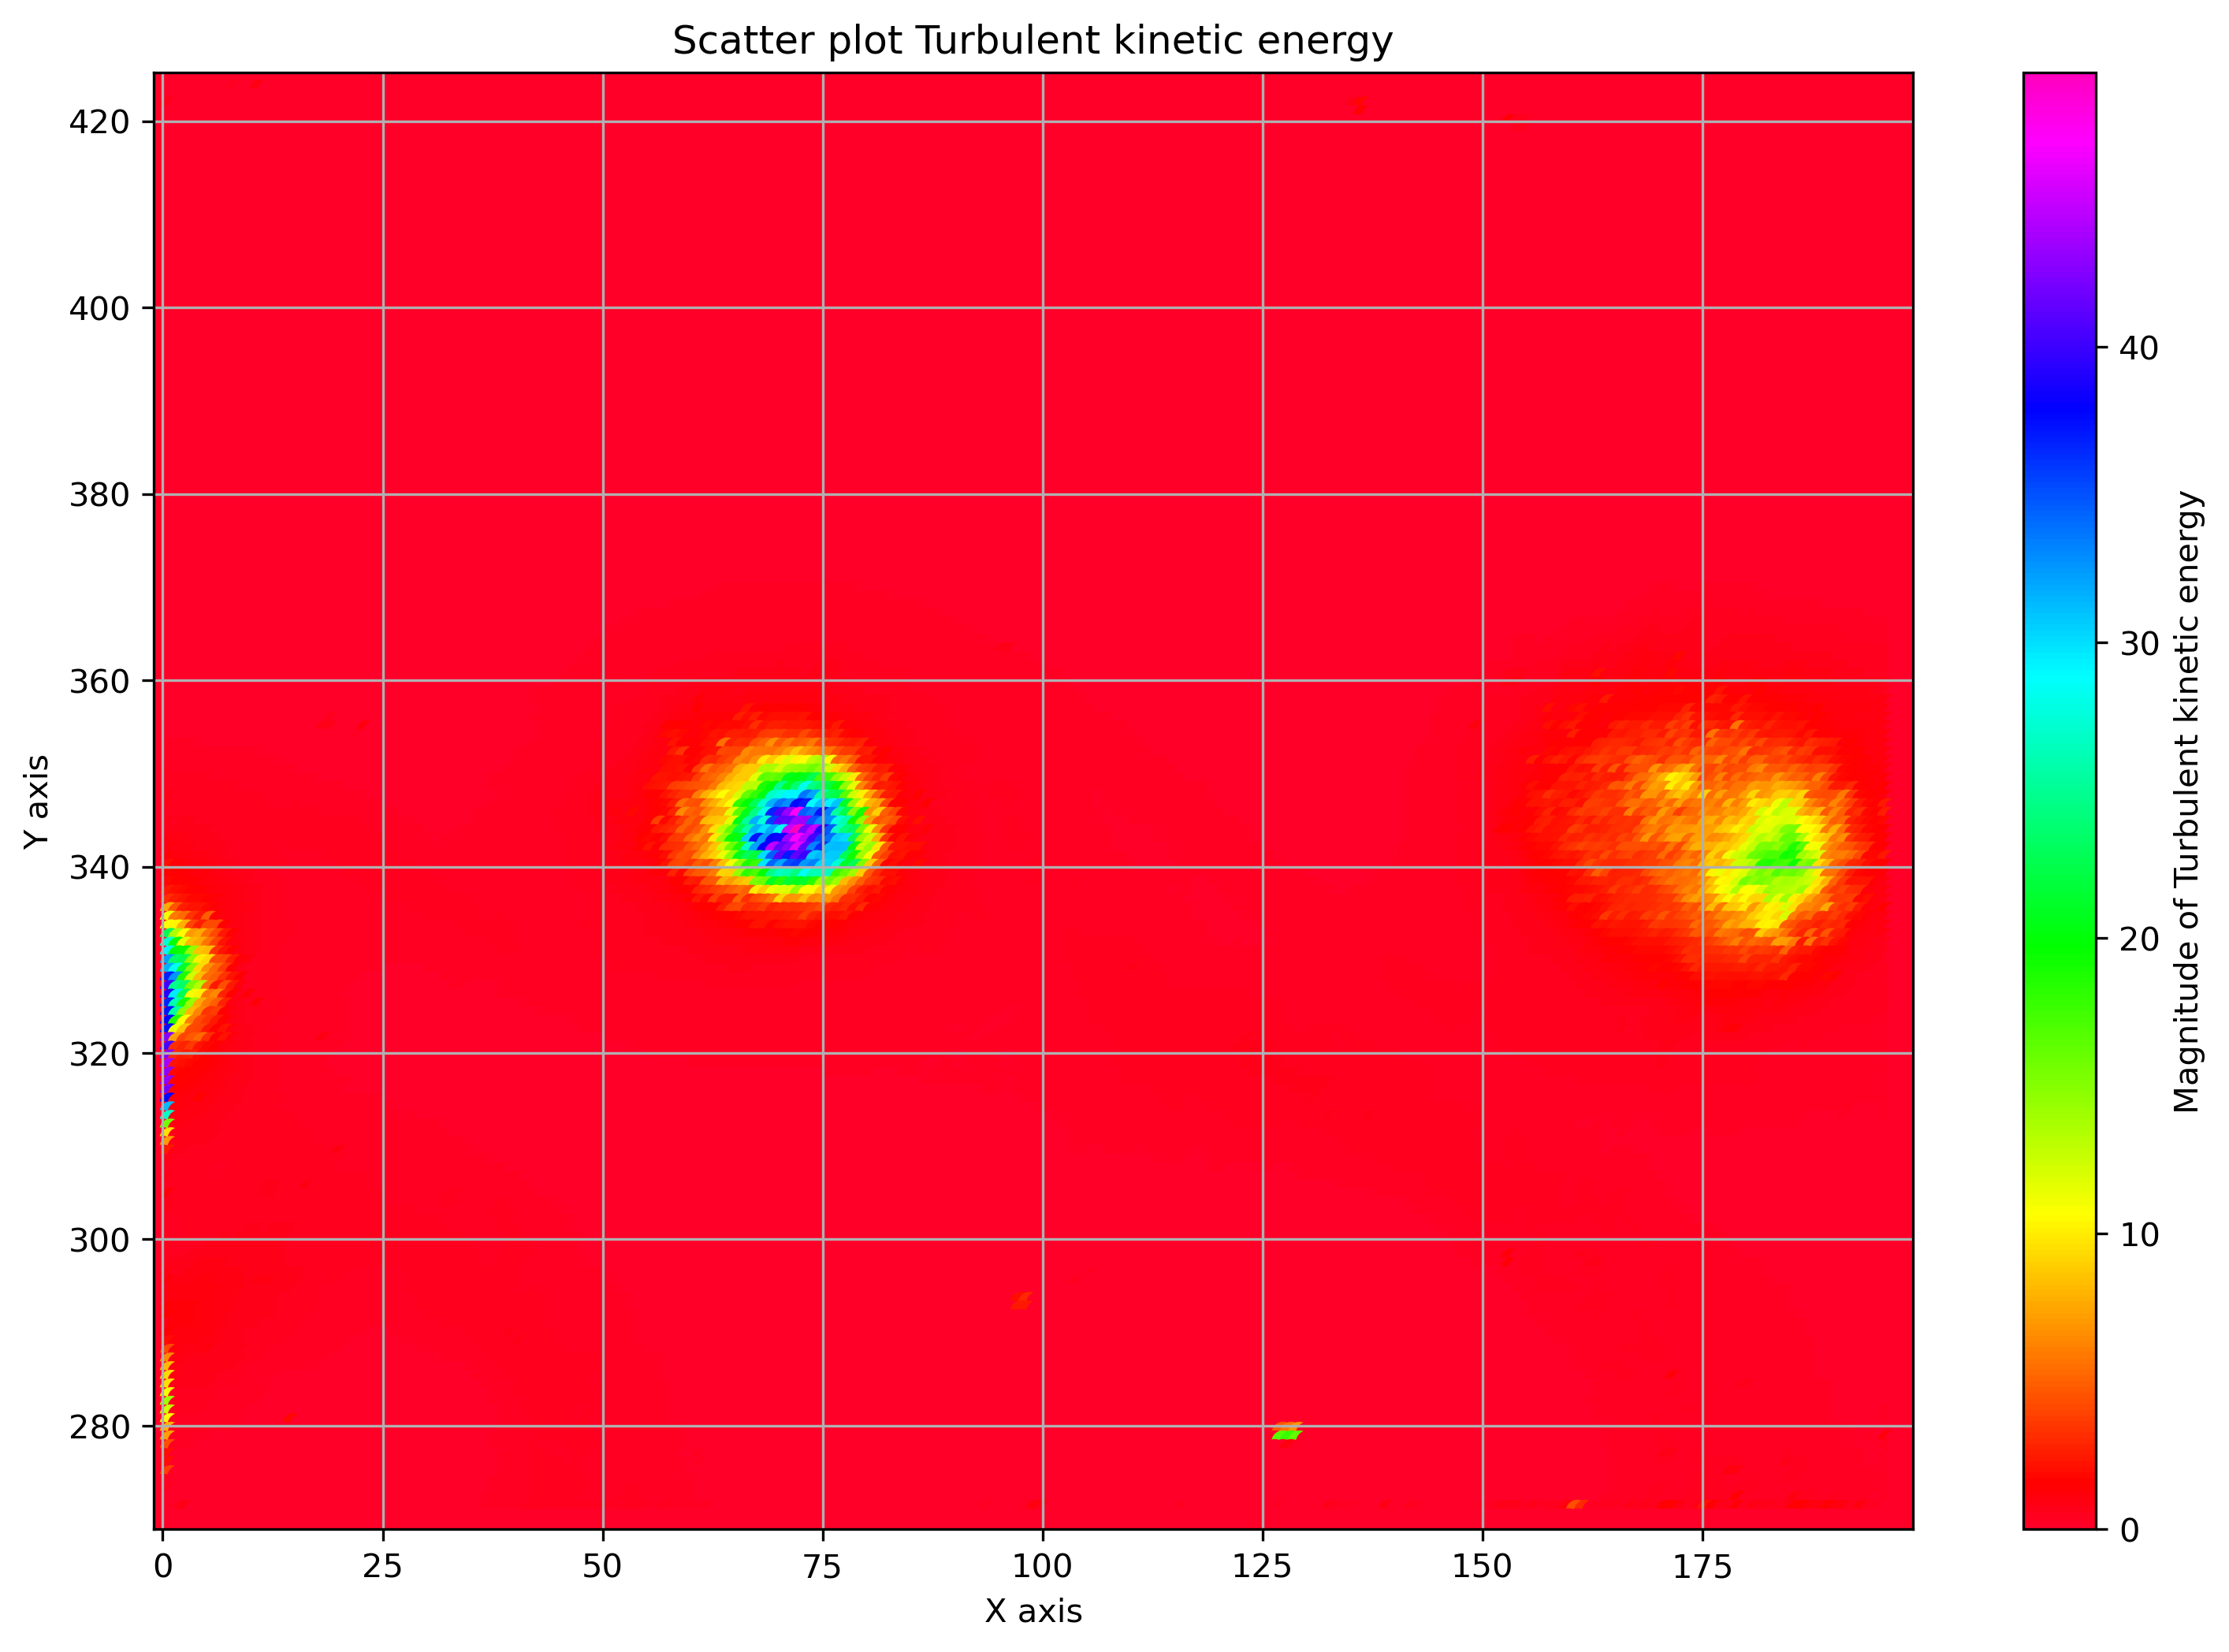 Scatter plot Turbulent kinetic energy
420
400
380
360
340
320
300
280
Y axis
0 25 50 75 100 125 150 175
X axis
40
30
20
10
0
Magnitude of Turbulent kinetic energy